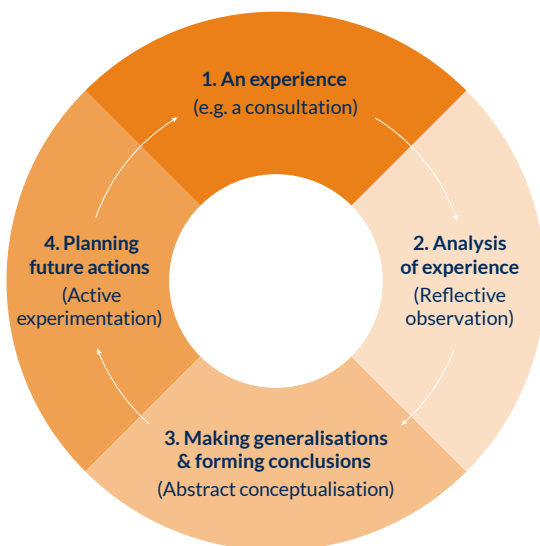 1. An experience
(e.g. a consultation)
2. Analysis
of experience
(Reflective
observation)
3. Making generalisations
& forming conclusions
(Abstract conceptualisation)
4. Planning
future actions
(Active
experimentation)